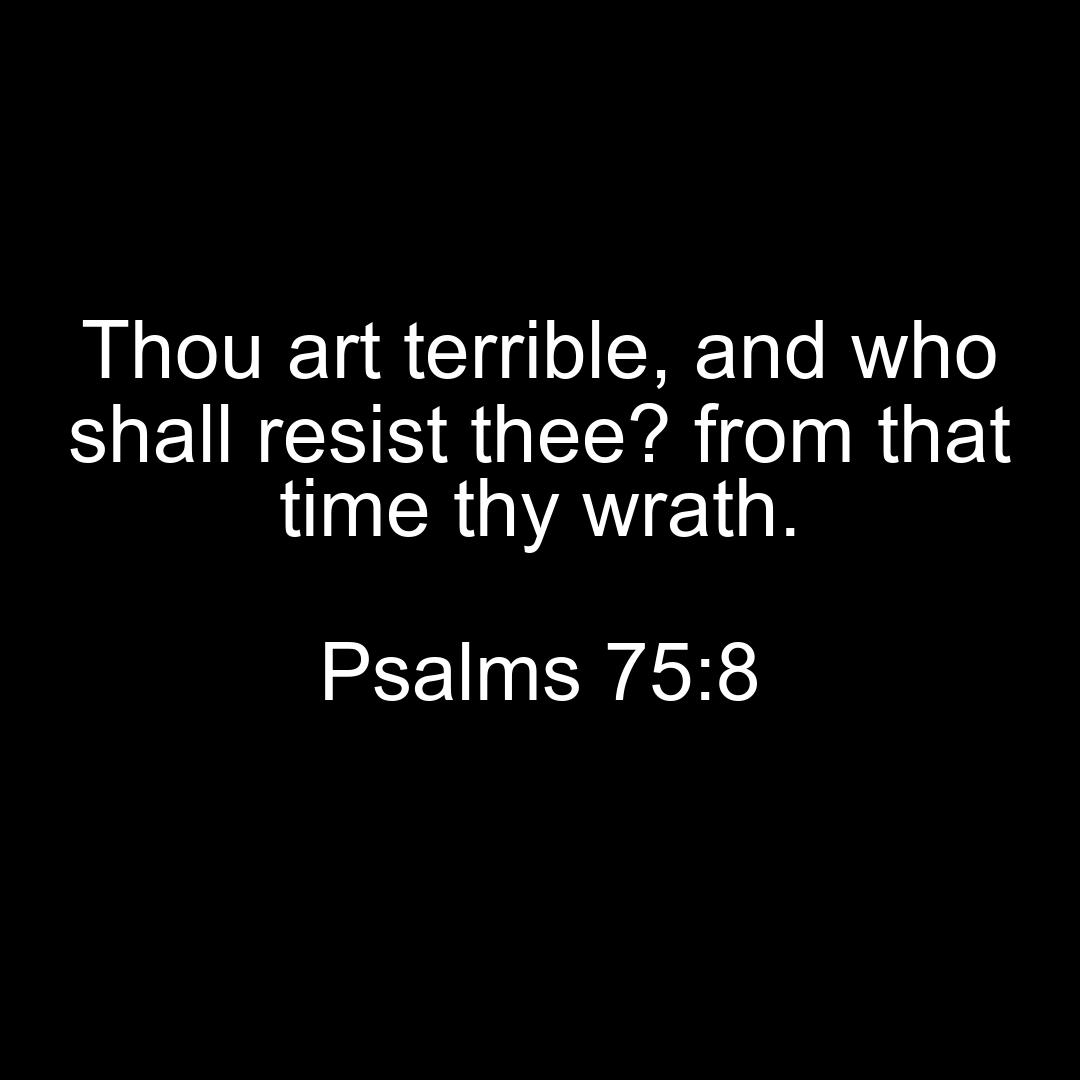 Thou art terrible, and who
shall resist thee? from that
time thy wrath.
Psalms 75:8